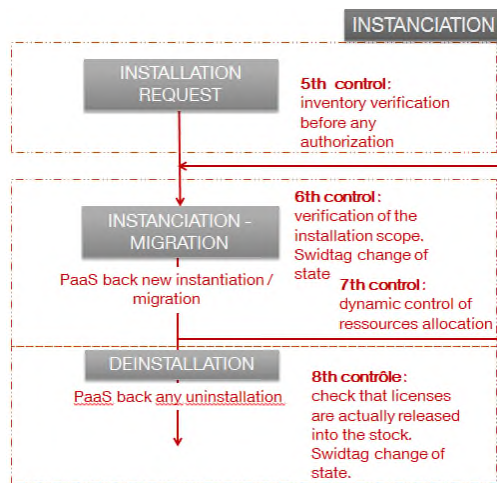 INSTANCIATION
INSTALLATION
REQUEST
5th control:
inventory verification
before any
authorization
INSTANCIATION -
MIGRATION
PaaS back new instantiation /
migration
6th control:
verification of the
installation scope.
Swidtag change of
state
7th control:
dynamic control of
ressources allocation
DEINSTALLATION
PaaS back any uninstallation
8th contrôle:
check that licenses
are actually released
into the stock.
Swidtag change of
state.